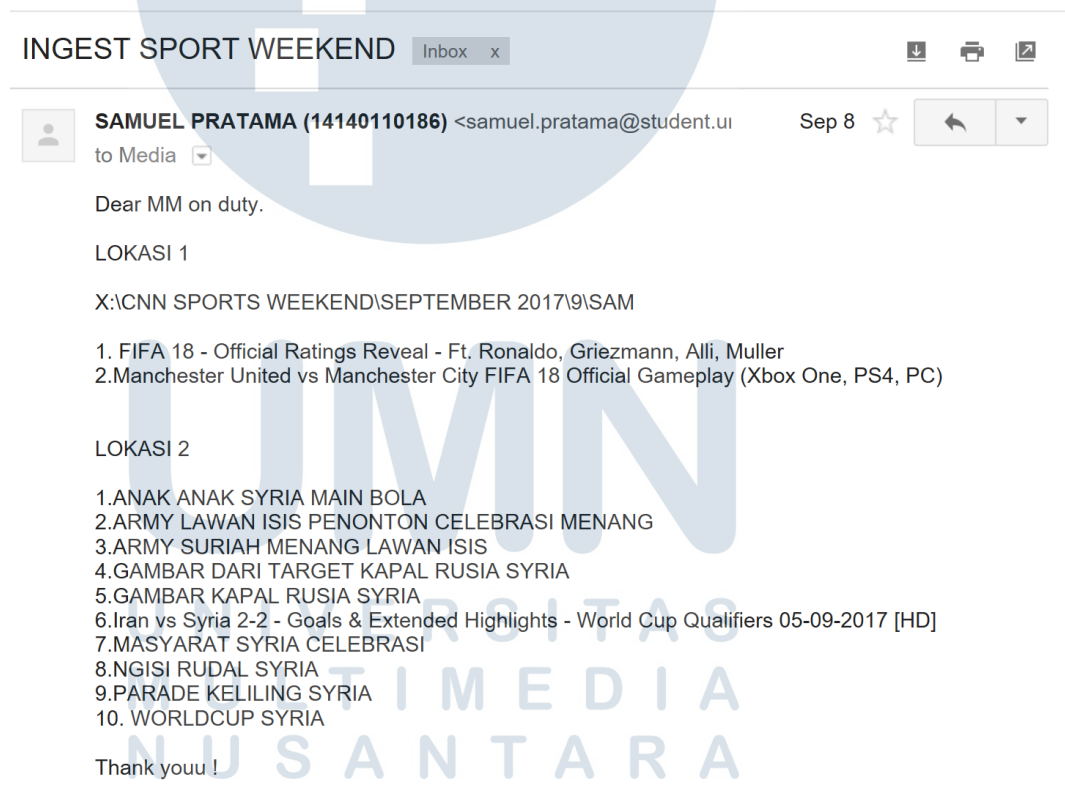 INGEST SPORT WEEKEND Inbox x
SAMUEL PRATAMA (14140110186) <samuel.pratama@student.ui Sep 8
to Media
Dear MM on duty.
LOKASI 1
X:\CNN SPORTS WEEKEND\SEPTEMBER 2017\9\SAM
1. FIFA 18 - Official Ratings Reveal - Ft. Ronaldo, Griezmann, Alli, Muller
2.Manchester United vs Manchester City FIFA 18 Official Gameplay (Xbox One, PS4, PC)
LOKASI 2
1.ANAK ANAK SYRIA MAIN BOLA
2.ARMY LAWAN ISIS PENONTON CELEBRASI MENANG
3.ARMY SURIAH MENANG LAWAN ISIS
4.GAMBAR DARI TARGET KAPAL RUSIA SYRIA
5.GAMBAR KAPAL RUSIA SYRIA
6.Iran vs Syria 2-2 - Goals & Extended Highlights - World Cup Qualifiers 05-09-2017 [HD]
7.MASYARAT SYRIA CELEBRASI
8.NGISI RUDAL SYRIA
9.PARADE KELILING SYRIA
10. WORLDCUP SYRIA
Thank youu !
UMN
UNIVERSITAS
MULTIMEDIA
NUSANTARA